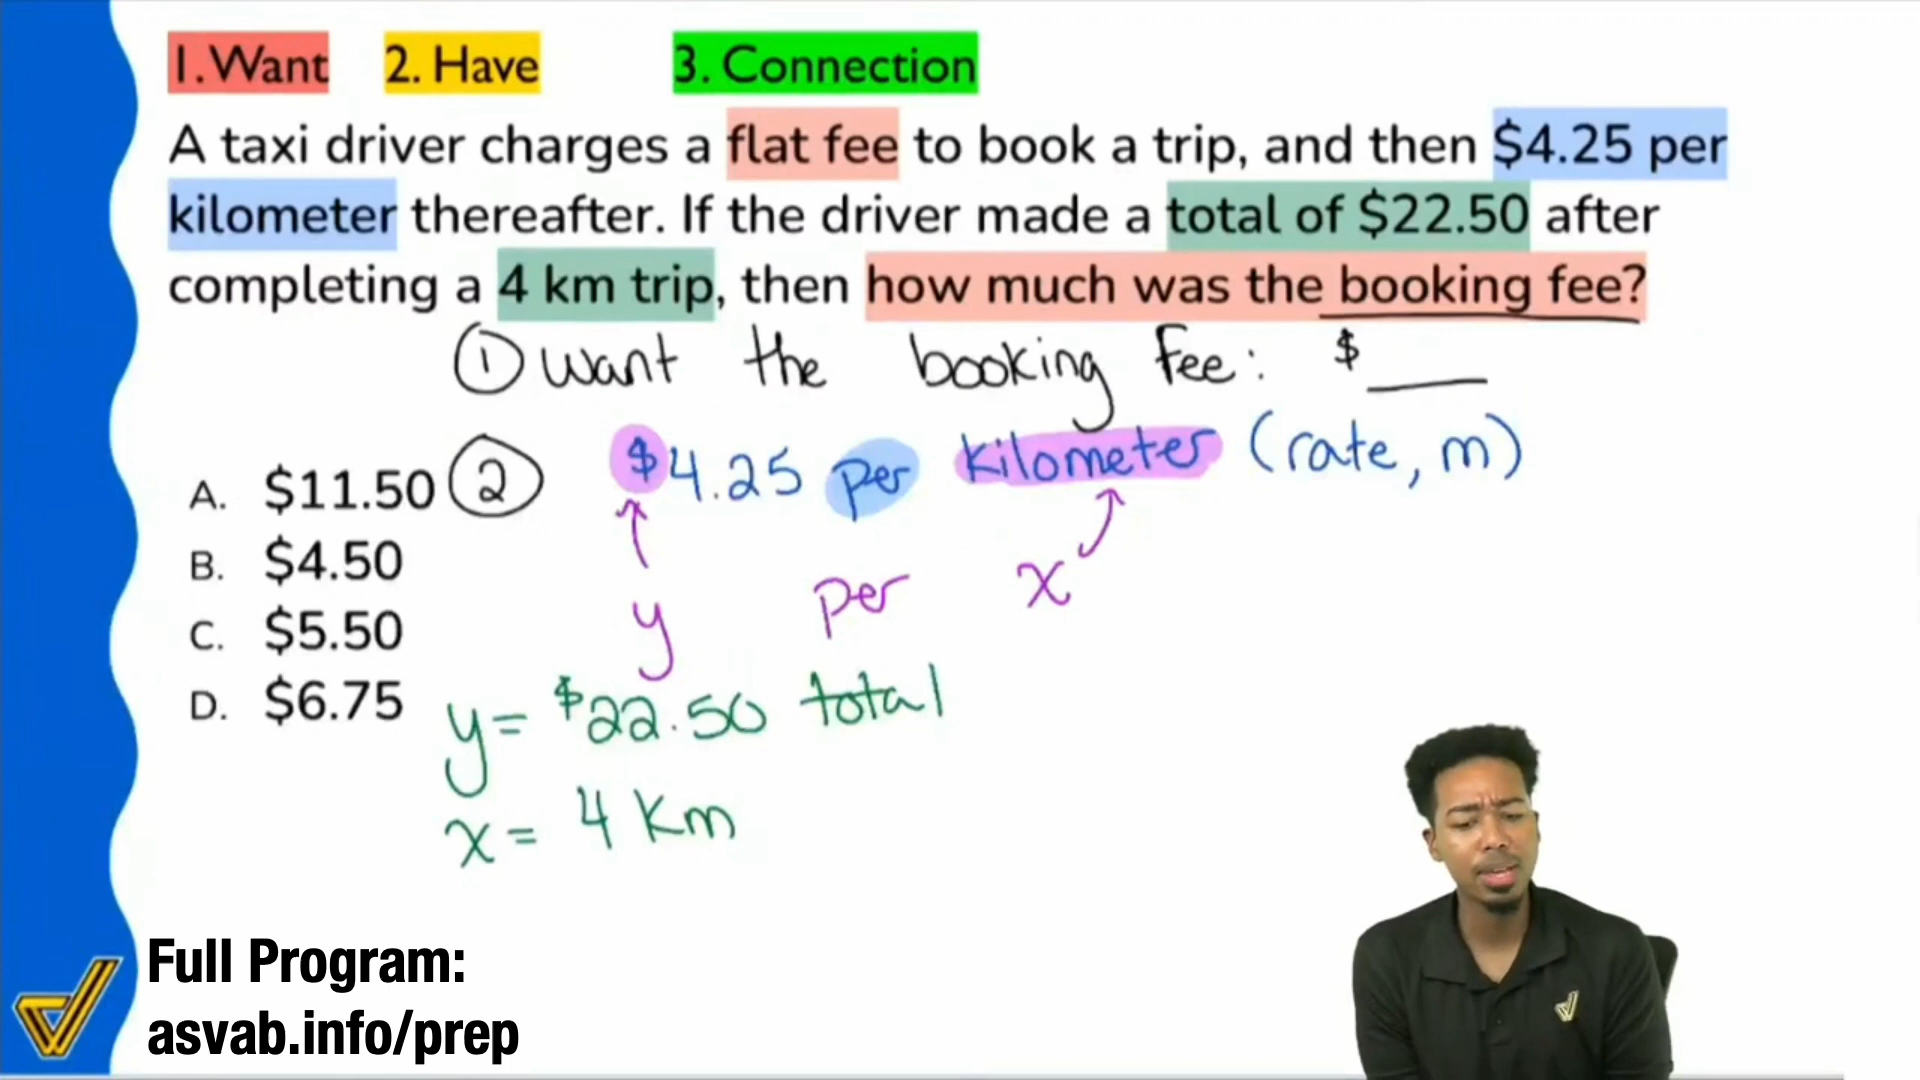 1. Want 2. Have 3. Connection
A taxi driver charges a flat fee to book a trip, and then $4.25 per
kilometer thereafter. If the driver made a total of $22.50 after
completing a 4 km trip, then how much was the booking fee?
① Want the booking fee: $ ____
② $4.25 per kilometer (rate, m)
A. $11.50
B. $4.50
C. $5.50
D. $6.75
y per x
y = $22.50 total
x = 4 km
Full Program:
asvab.info/prep